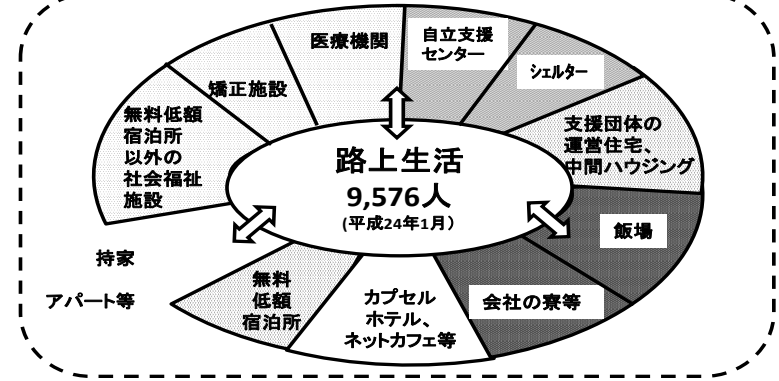 医療機関
自立支援
センター
シェルター
矯正施設
無料低額
宿泊所
以外の
社会福祉
施設
支援団体の
運営住宅、
中間ハウジング
路上生活
9,576人
(平成24年1月)
飯場
持家
アパート等
無料
低額
宿泊所
カプセル
ホテル、
ネットカフェ等
会社の寮等